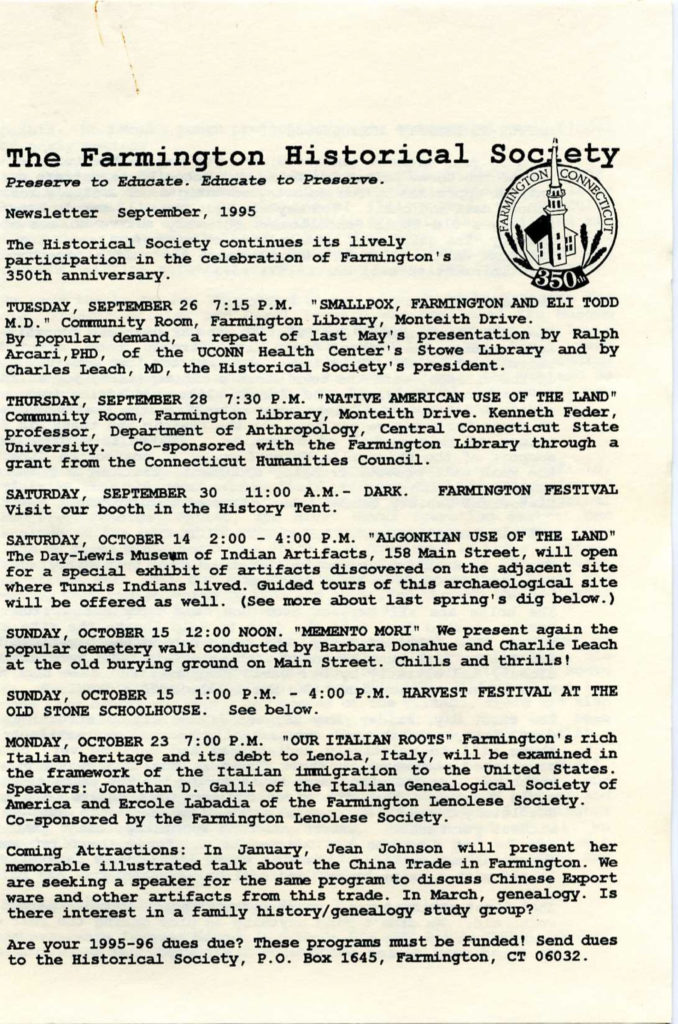 The Farmington Historical Society
Preserve to Educate. Educate to Preserve.
FARMINGTON CONNECTICUT
350th
Newsletter September, 1995
The Historical Society continues its lively
participation in the celebration of Farmington's
350th anniversary.
TUESDAY, SEPTEMBER 26 7:15 P.M. "SMALLPOX, FARMINGTON AND ELI TODD
M.D." Community Room, Farmington Library, Monteith Drive.
By popular demand, a repeat of last May's presentation by Ralph
Arcari,PHD, of the UCONN Health Center's Stowe Library and by
Charles Leach, MD, the Historical Society's president.
THURSDAY, SEPTEMBER 28 7:30 P.M. "NATIVE AMERICAN USE OF THE LAND"
Community Room, Farmington Library, Monteith Drive. Kenneth Feder,
professor, Department of Anthropology, Central Connecticut State
University. Co-sponsored with the Farmington Library through a
grant from the Connecticut Humanities Council.
SATURDAY, SEPTEMBER 30 11:00 A.M.- DARK. FARMINGTON FESTIVAL
Visit our booth in the History Tent.
SATURDAY, OCTOBER 14 2:00 - 4:00 P.M. "ALGONKIAN USE OF THE LAND"
The Day-Lewis Museum of Indian Artifacts, 158 Main Street, will open
for a special exhibit of artifacts discovered on the adjacent site
where Tunxis Indians lived. Guided tours of this archaeological site
will be offered as well. (See more about last spring's dig below.)
SUNDAY, OCTOBER 15 12:00 NOON. "MEMENTO MORI" We present again the
popular cemetery walk conducted by Barbara Donahue and Charlie Leach
at the old burying ground on Main Street. Chills and thrills!
SUNDAY, OCTOBER 15 1:00 P.M. - 4:00 P.M. HARVEST FESTIVAL AT THE
OLD STONE SCHOOLHOUSE. See below.
MONDAY, OCTOBER 23 7:00 P.M. "OUR ITALIAN ROOTS" Farmington's rich
Italian heritage and its debt to Lenola, Italy, will be examined in
the framework of the Italian immigration to the United States.
Speakers: Jonathan D. Galli of the Italian Genealogical Society of
America and Ercole Labadia of the Farmington Lenolese Society.
Co-sponsored by the Farmington Lenolese Society.
Coming Attractions: In January, Jean Johnson will present her
memorable illustrated talk about the China Trade in Farmington. We
are seeking a speaker for the same program to discuss Chinese Export
ware and other artifacts from this trade. In March, genealogy. Is
there interest in a family history/genealogy study group?
Are your 1995-96 dues due? These programs must be funded! Send dues
to the Historical Society, P.O. Box 1645, Farmington, CT 06032.